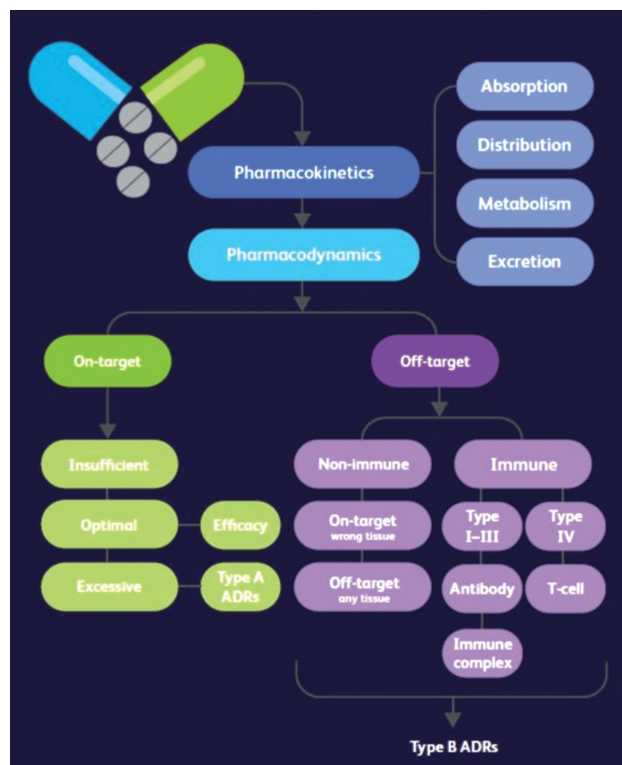 Absorption
Distribution
Metabolism
Excretion
Pharmacokinetics
Pharmacodynamics
On-target
Off-target
Insufficient
Optimal
Efficacy
Excessive
Type A
ADRs
Non-immune
On-target
wrong tissue
Off-target
any tissue
Immune
Type
I–III
Antibody
Immune
complex
Type
IV
T-cell
Type B ADRs